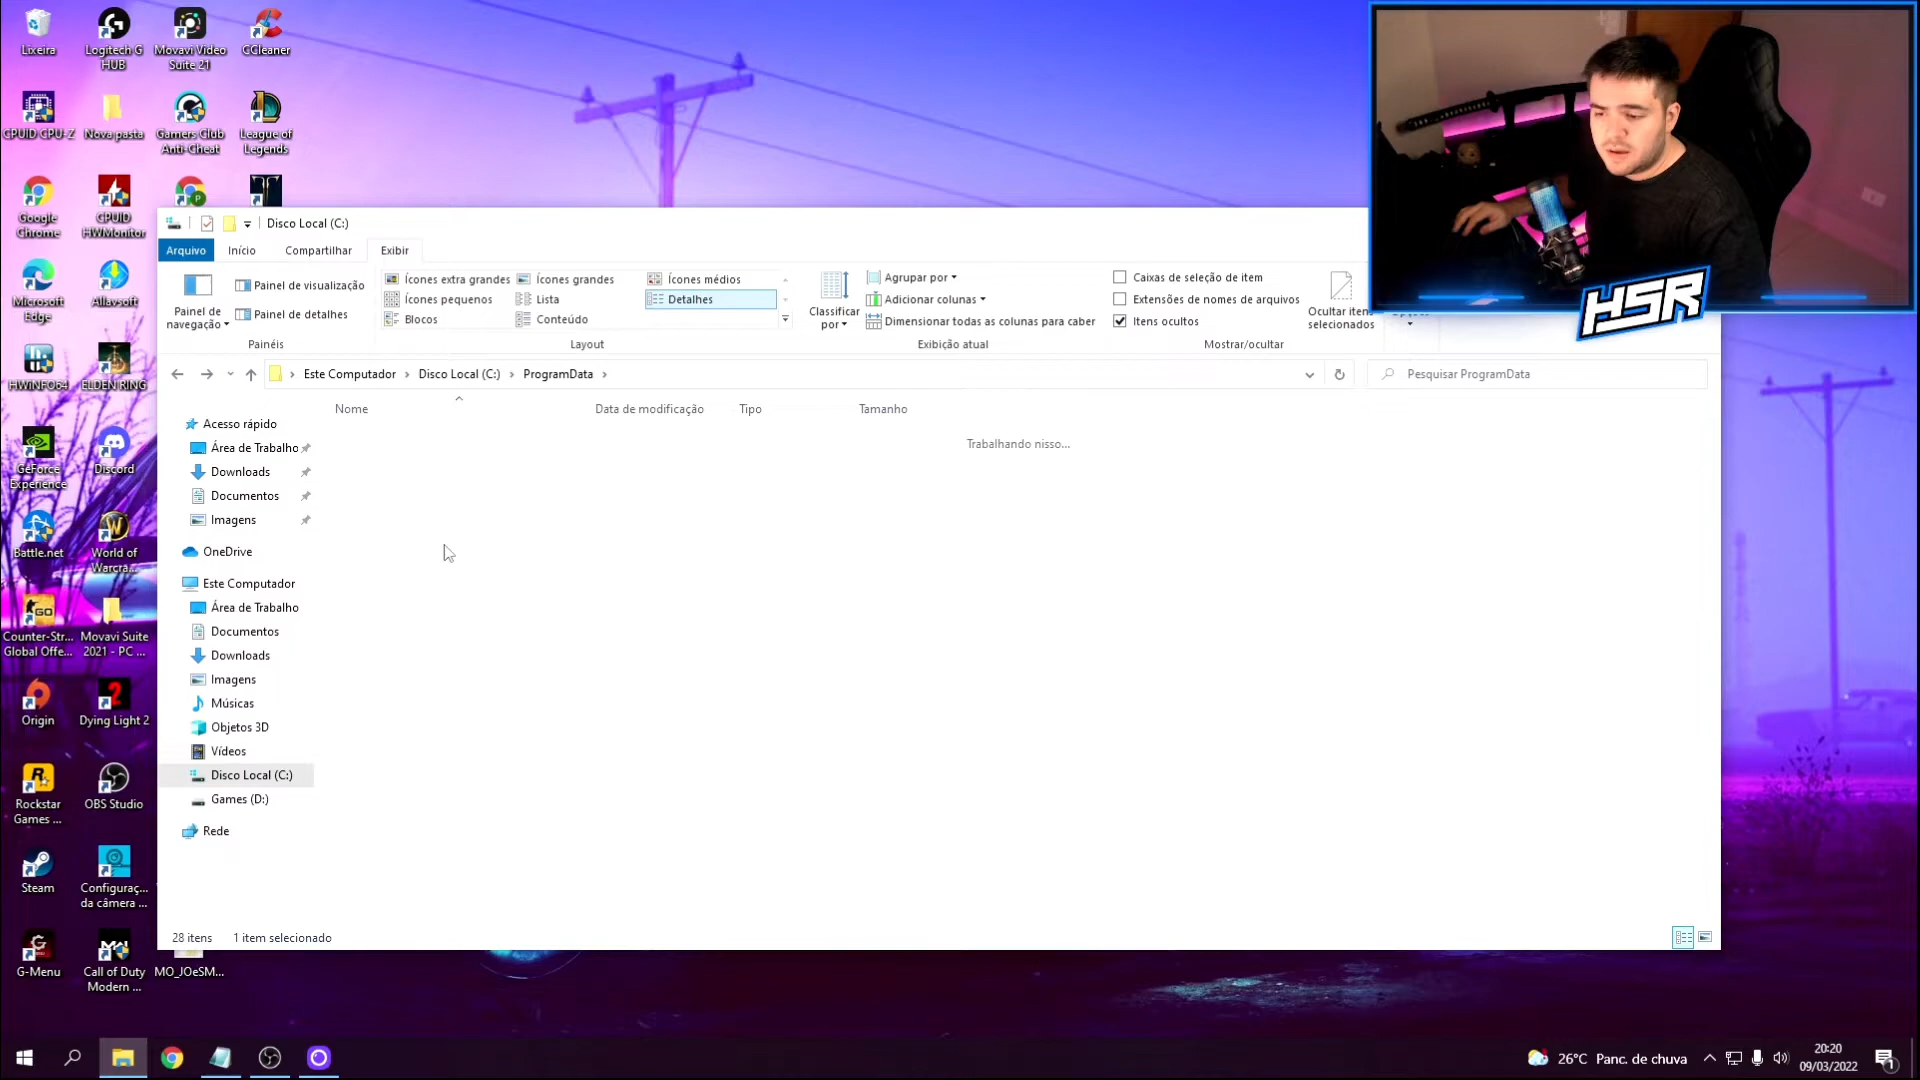 Lixeira
Logitech G
HUB
Movavi Video
Suite 21
CCleaner
CPUID CPU-Z
Nova pasta
Gamers Club
Anti-Cheat
League of
Legends
Google
Chrome
CPUID
HWMonitor
Microsoft
Edge
Allavsoft
HWiNFO64
ELDEN RING
GeForce
Experience
Discord
Battle.net
World of
Warcra...
Counter-Str...
Global Offe...
Movavi Suite
2021 - PC ...
Origin
Dying Light 2
Rockstar
Games ...
OBS Studio
Steam
Configuraç...
da câmera ...
G-Menu
Call of Duty
Modern ...
MO_JOeSM...
HSR
Disco Local (C:)
Arquivo
Início
Compartilhar
Exibir
Painel de
navegação
Painel de visualização
Painel de detalhes
Painéis
Ícones extra grandes
Ícones grandes
Ícones médios
Ícones pequenos
Lista
Detalhes
Blocos
Conteúdo
Layout
Classificar
por
Agrupar por
Adicionar colunas
Dimensionar todas as colunas para caber
Exibição atual
Caixas de seleção de item
Extensões de nomes de arquivos
Itens ocultos
Ocultar itens
selecionados
Mostrar/ocultar
Este Computador
Disco Local (C:)
ProgramData
Pesquisar ProgramData
Nome
Data de modificação
Tipo
Tamanho
Trabalhando nisso...
Acesso rápido
Área de Trabalho
Downloads
Documentos
Imagens
OneDrive
Este Computador
Área de Trabalho
Documentos
Downloads
Imagens
Músicas
Objetos 3D
Vídeos
Disco Local (C:)
Games (D:)
Rede
28 itens
1 item selecionado
26°C Panc. de chuva
20:20
09/03/2022